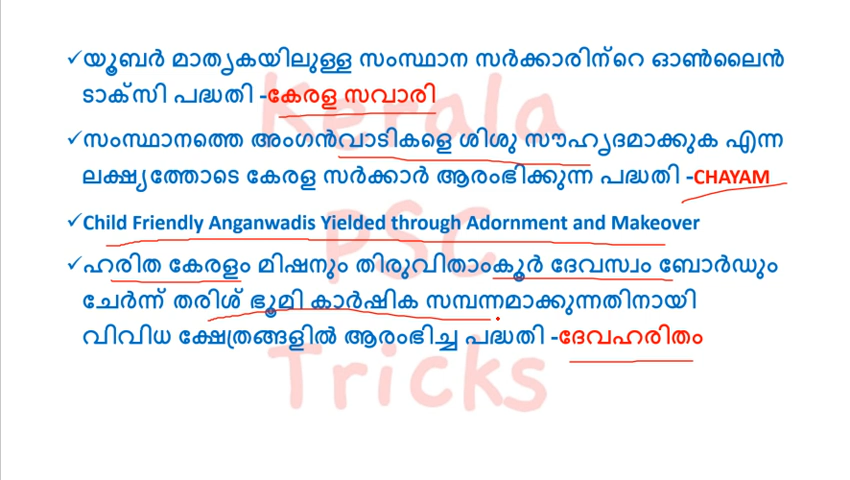 ✓യൂബർ മാതൃകയിലുള്ള സംസ്ഥാന സർക്കാരിന്റെ ഓൺലൈൻ
ടാക്സി പദ്ധതി -കേരള സവാരി
✓സംസ്ഥാനത്തെ അംഗൻവാടികളെ ശിശു സൗഹൃദമാക്കുക എന്ന
ലക്ഷ്യത്തോടെ കേരള സർക്കാർ ആരംഭിക്കുന്ന പദ്ധതി -CHAYAM
✓Child Friendly Anganwadis Yielded through Adornment and Makeover
✓ഹരിത കേരളം മിഷനും തിരുവിതാംകൂർ ദേവസ്വം ബോർഡും
ചേർന്ന് തരിശ് ഭൂമി കാർഷിക സമ്പന്നമാക്കുന്നതിനായി
വിവിധ ക്ഷേത്രങ്ങളിൽ ആരംഭിച്ച പദ്ധതി -ദേവഹരിതം
Kerala
PSC
Tricks